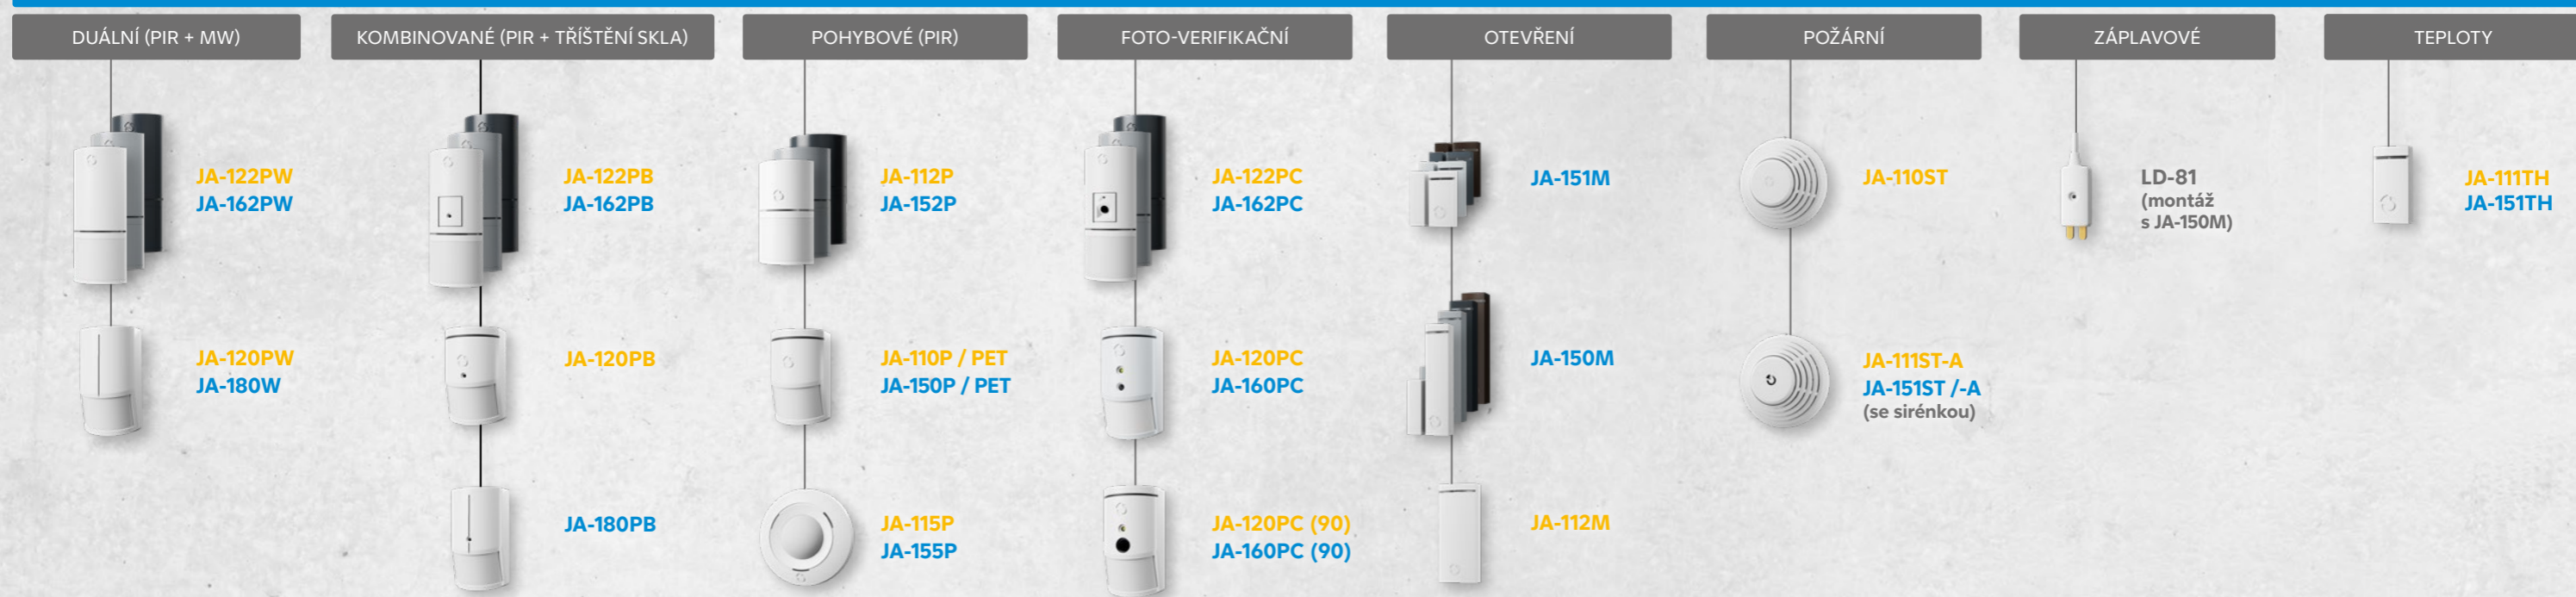 DUÁLNÍ (PIR + MW)
JA-122PW
JA-162PW
JA-120PW
JA-180W
KOMBINOVANÉ (PIR + TŘÍŠTĚNÍ SKLA)
JA-122PB
JA-162PB
JA-120PB
JA-180PB
POHYBOVÉ (PIR)
JA-112P
JA-152P
JA-110P / PET
JA-150P / PET
JA-115P
JA-155P
FOTO-VERIFIKAČNÍ
JA-122PC
JA-162PC
JA-120PC
JA-160PC
JA-120PC (90)
JA-160PC (90)
OTEVŘENÍ
JA-151M
JA-150M
JA-112M
POŽÁRNÍ
JA-110ST
JA-111ST-A
JA-151ST /-A
(se sirénkou)
ZÁPLAVOVÉ
LD-81
(montáž
s JA-150M)
TEPLOTY
JA-111TH
JA-151TH